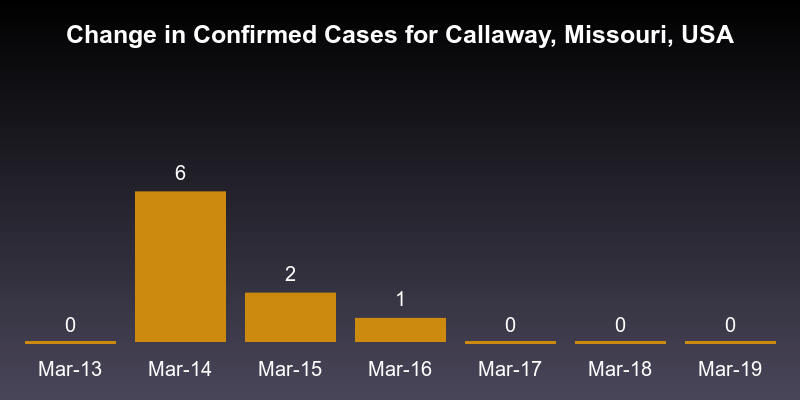 Change in Confirmed Cases for Callaway, Missouri, USA
6
2
1
0
0
0
0
Mar-13
Mar-14
Mar-15
Mar-16
Mar-17
Mar-18
Mar-19